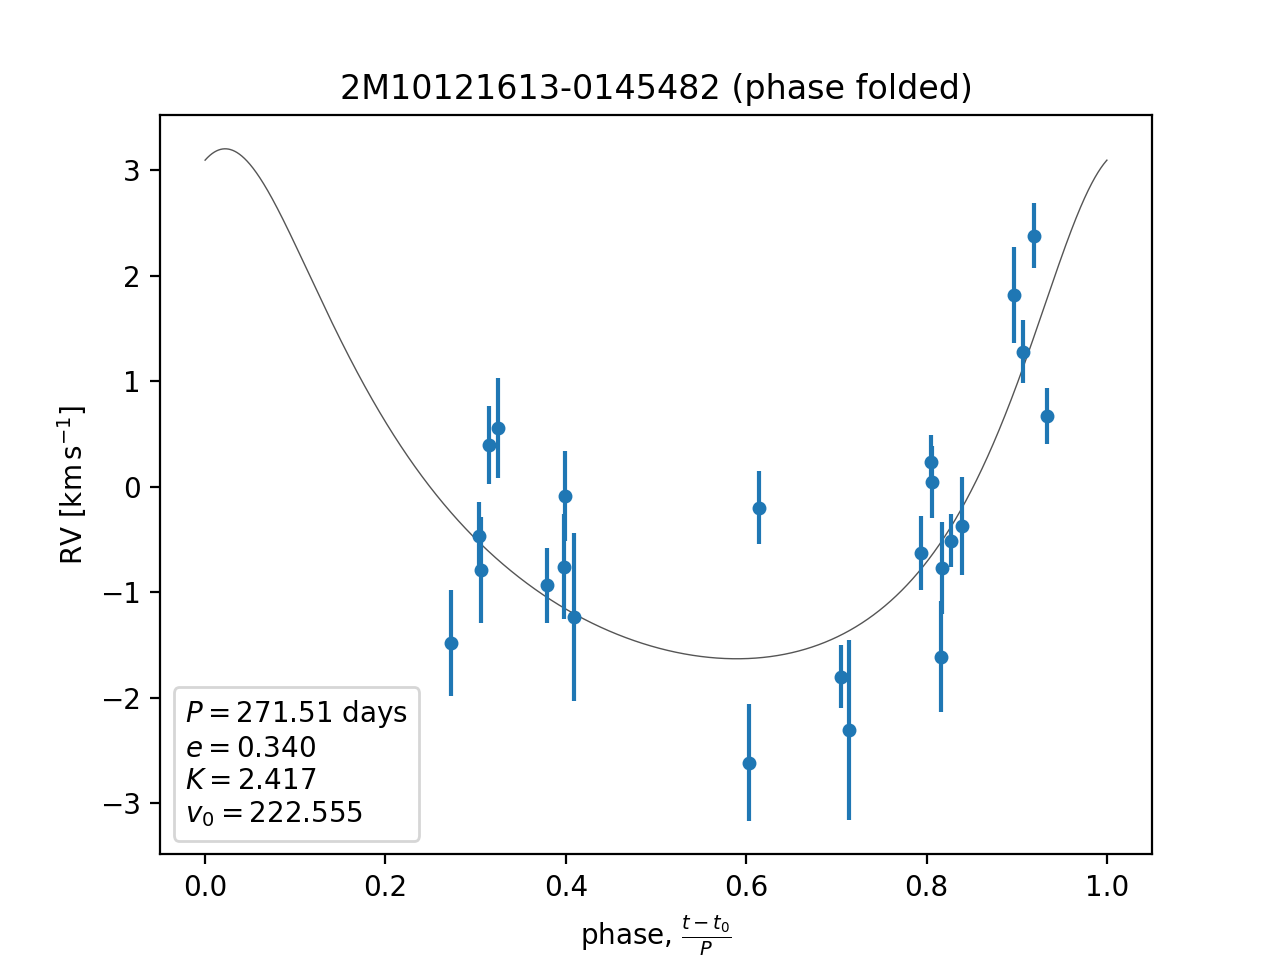 2M10121613-0145482 (phase folded)
3
2
1
0
−1
−2
−3
RV [km s⁻¹]
P = 271.51 days
e = 0.340
K = 2.417
v₀ = 222.555
0.0 0.2 0.4 0.6 0.8 1.0
phase, (t − t₀)/P